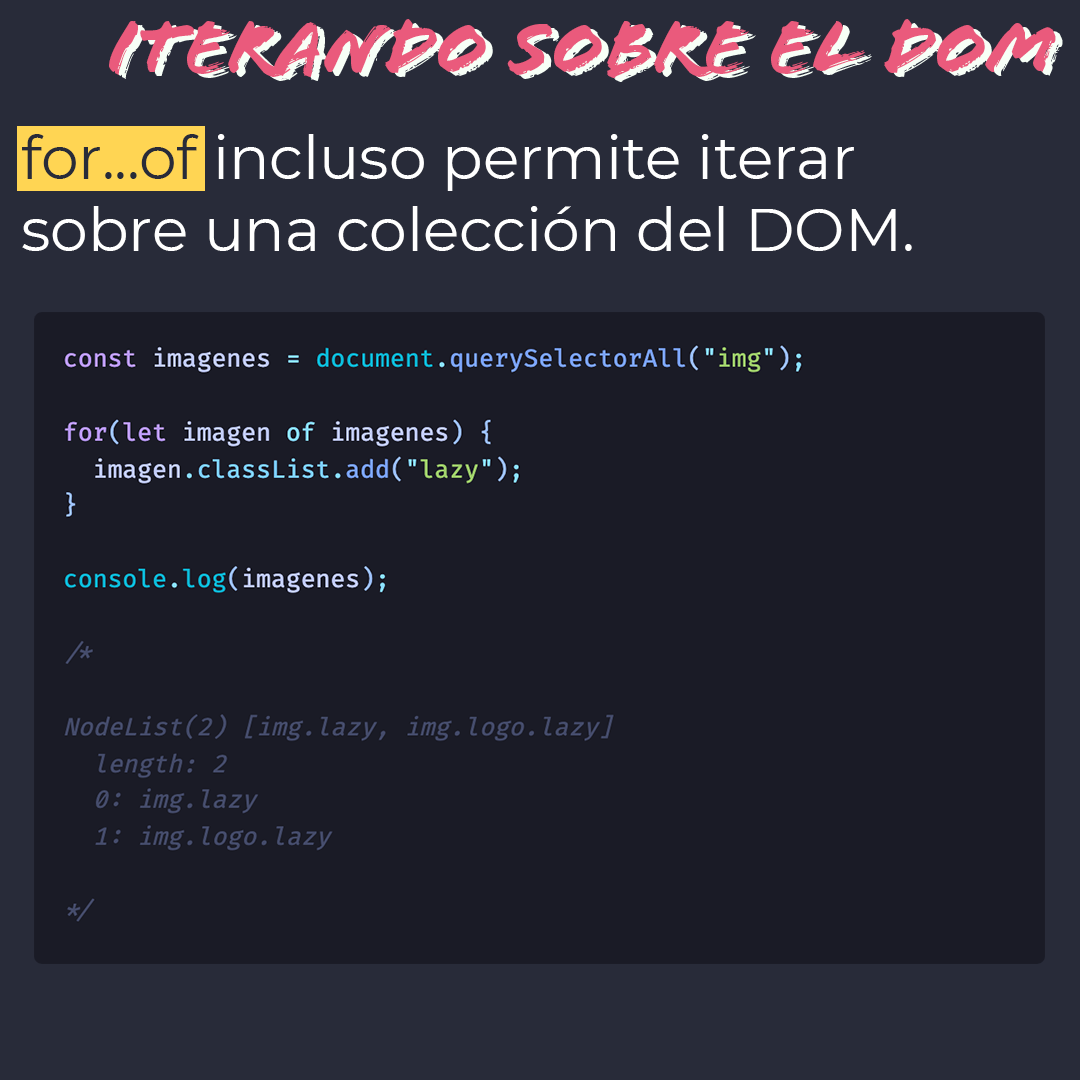 ITERANDO SOBRE EL DOM
for...of incluso permite iterar
sobre una colección del DOM.
const imagenes = document.querySelectorAll("img");
for(let imagen of imagenes) {
  imagen.classList.add("lazy");
}
console.log(imagenes);
/*
NodeList(2) [img.lazy, img.logo.lazy]
  length: 2
  0: img.lazy
  1: img.logo.lazy
*/